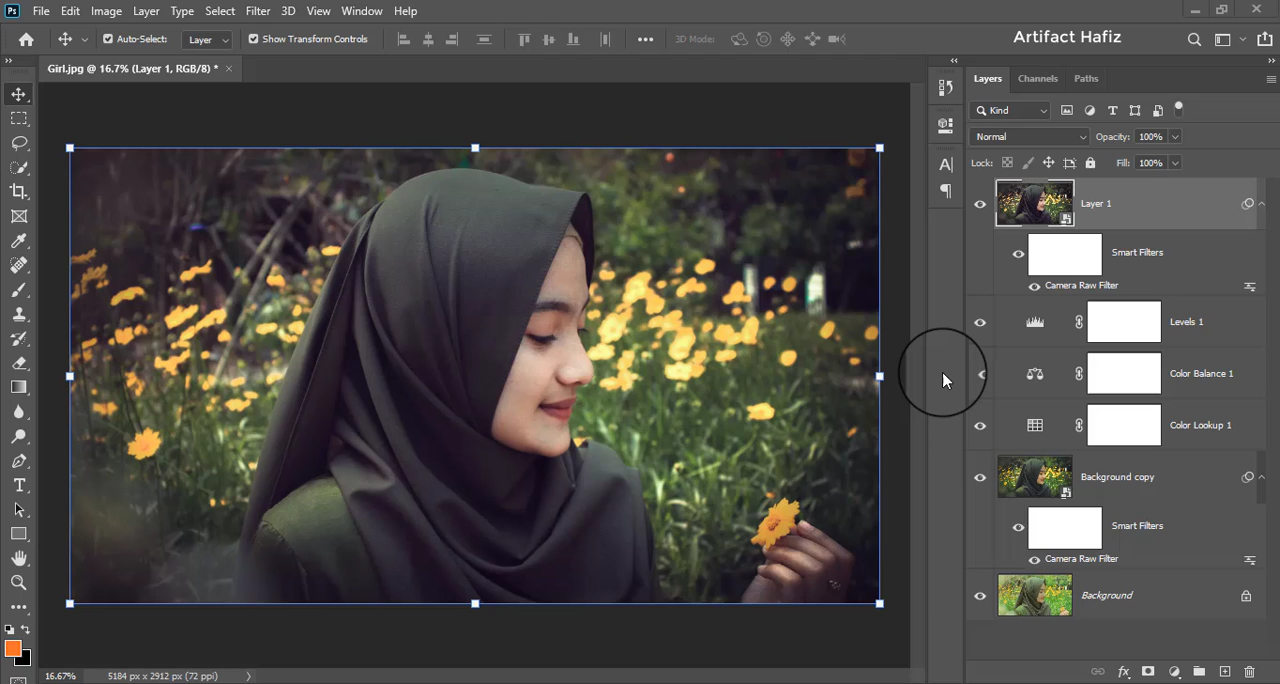 Ps File Edit Image Layer Type Select Filter 3D View Window Help
Auto-Select: Layer Show Transform Controls 3D Mode: Artifact Hafiz
Girl.jpg @ 16.7% (Layer 1, RGB/8) * ×
Layers Channels Paths
Kind
Normal Opacity: 100%
Lock: Fill: 100%
Layer 1
Smart Filters
Camera Raw Filter
Levels 1
Color Balance 1
Color Lookup 1
Background copy
Smart Filters
Camera Raw Filter
Background
16.67% 5184 px x 2912 px (72 ppi)